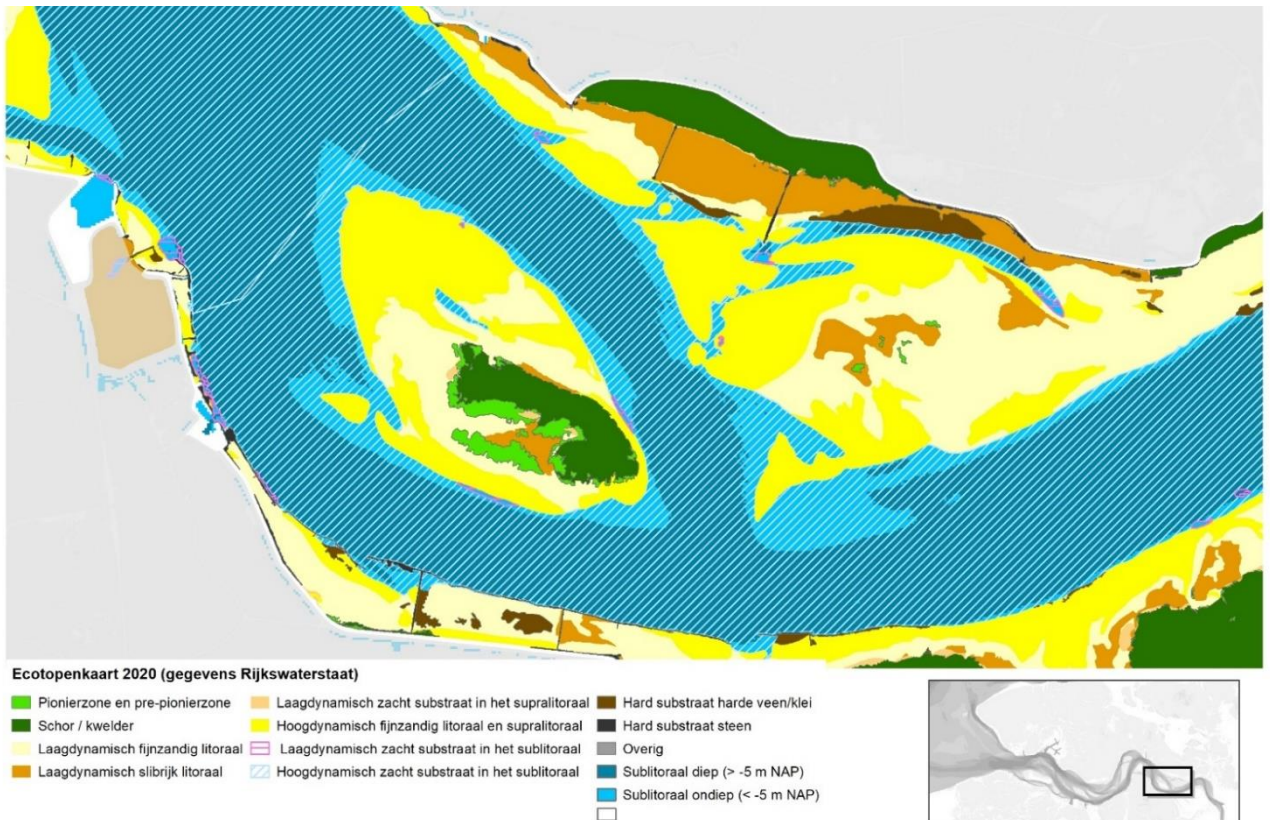 Ecotopenkaart 2020 (gegevens Rijkswaterstaat)
Pionierzone en pre-pionierzone
Schor / kwelder
Laagdynamisch fijnzandig litoraal
Laagdynamisch slibrijk litoraal
Laagdynamisch zacht substraat in het supralitoraal
Hoogdynamisch fijnzandig litoraal en supralitoraal
Laagdynamisch zacht substraat in het sublitoraal
Hoogdynamisch zacht substraat in het sublitoraal
Hard substraat harde veen/klei
Hard substraat steen
Overig
Sublitoraal diep (> -5 m NAP)
Sublitoraal ondiep (< -5 m NAP)